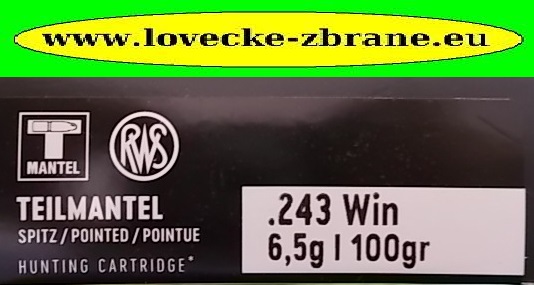 www.lovecke-zbrane.eu
T
MANTEL
RWS
TEILMANTEL
SPITZ / POINTED / POINTUE
HUNTING CARTRIDGE*
.243 Win
6,5g | 100gr